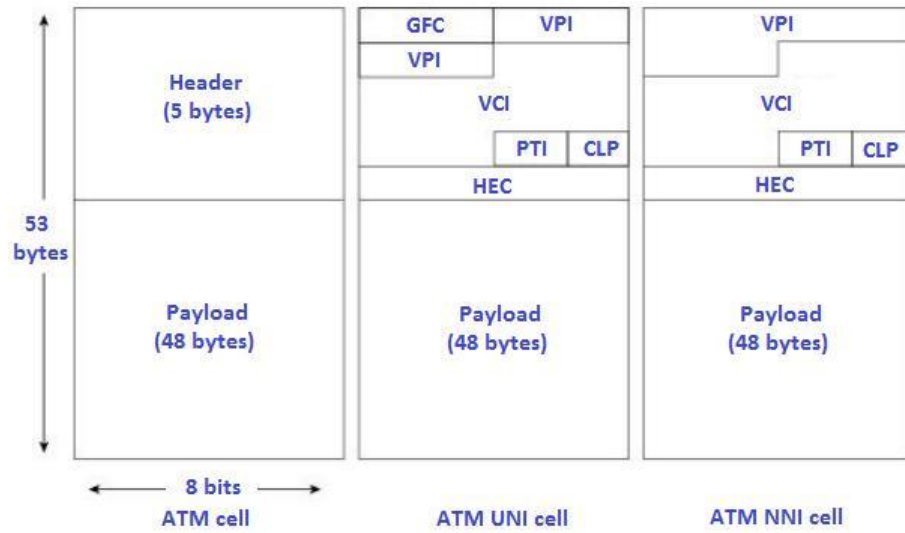 GFC VPI VPI
VPI
Header
(5 bytes)
VCI VCI
PTI CLP PTI CLP
HEC HEC
53
bytes
Payload Payload Payload
(48 bytes) (48 bytes) (48 bytes)
8 bits
ATM cell ATM UNI cell ATM NNI cell